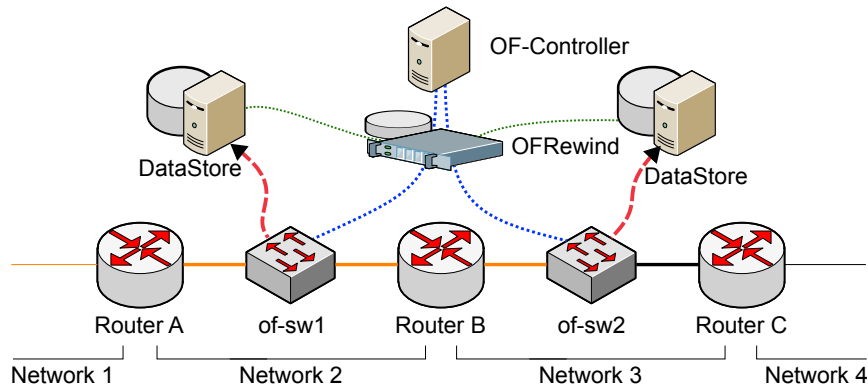 OF-Controller
OFRewind
DataStore
DataStore
Router A
of-sw1
Router B
of-sw2
Router C
Network 1
Network 2
Network 3
Network 4